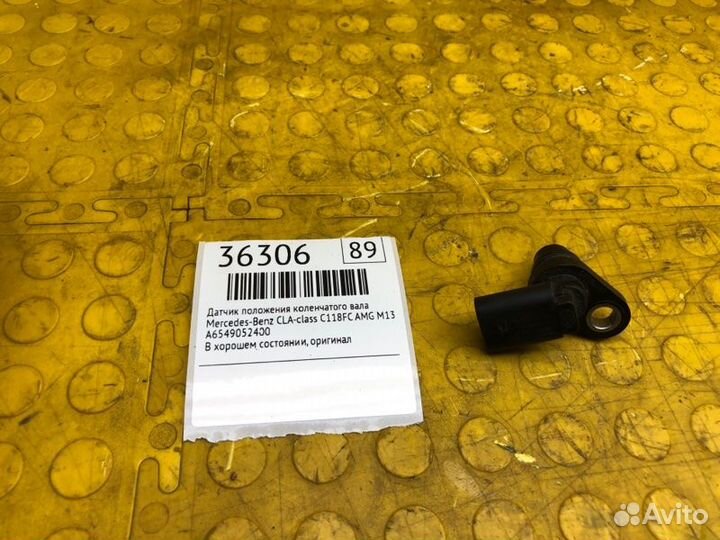 36306 89
Датчик положения коленчатого вала
Mercedes-Benz CLA-class C118FC AMG M13
A6549052400
В хорошем состоянии, оригинал
Avito